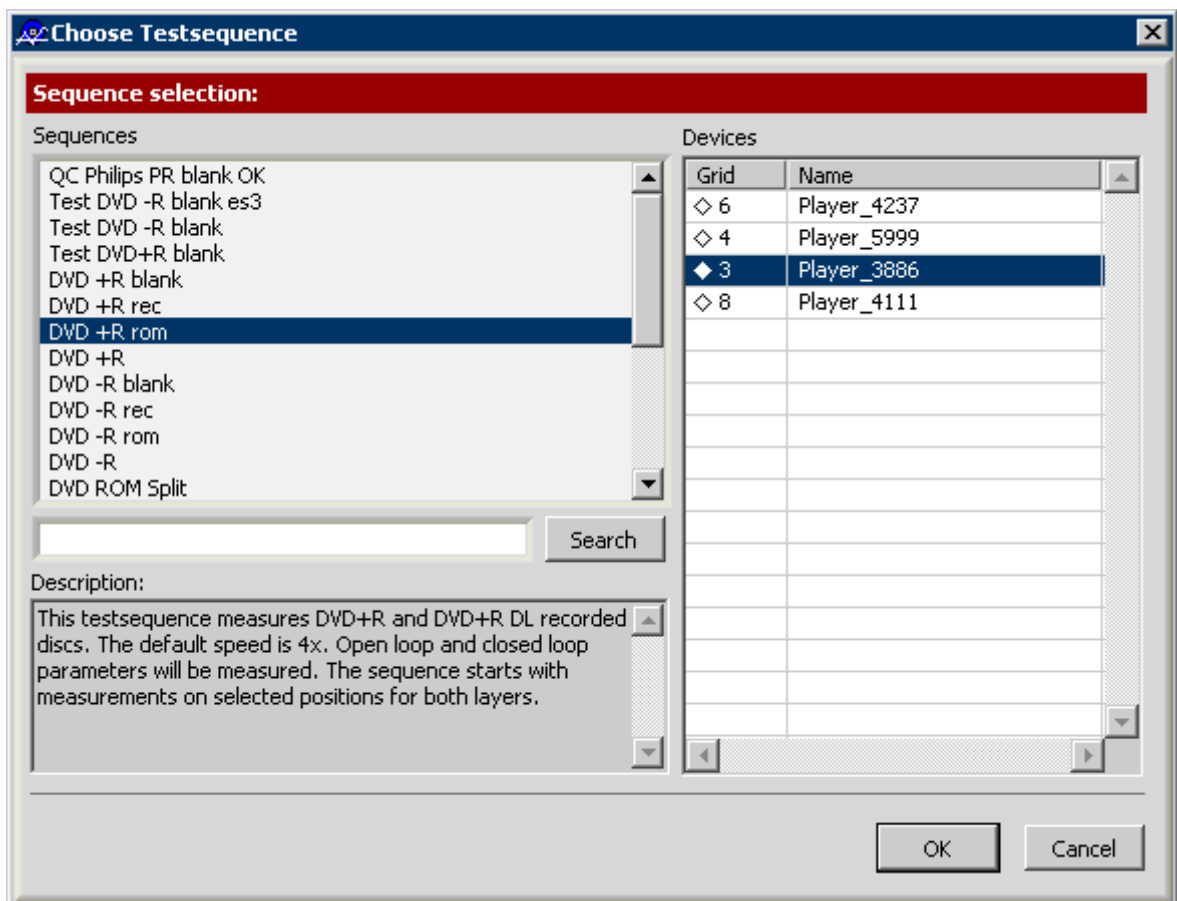 Choose Testsequence
Sequence selection:
Sequences
QC Philips PR blank OK
Test DVD -R blank es3
Test DVD -R blank
Test DVD+R blank
DVD +R blank
DVD +R rec
DVD +R rom
DVD +R
DVD -R blank
DVD -R rec
DVD -R rom
DVD -R
DVD ROM Split
Search
Description:
This testsequence measures DVD+R and DVD+R DL recorded
discs. The default speed is 4x. Open loop and closed loop
parameters will be measured. The sequence starts with
measurements on selected positions for both layers.
Devices
Grid Name
6 Player_4237
4 Player_5999
3 Player_3886
8 Player_4111
OK Cancel